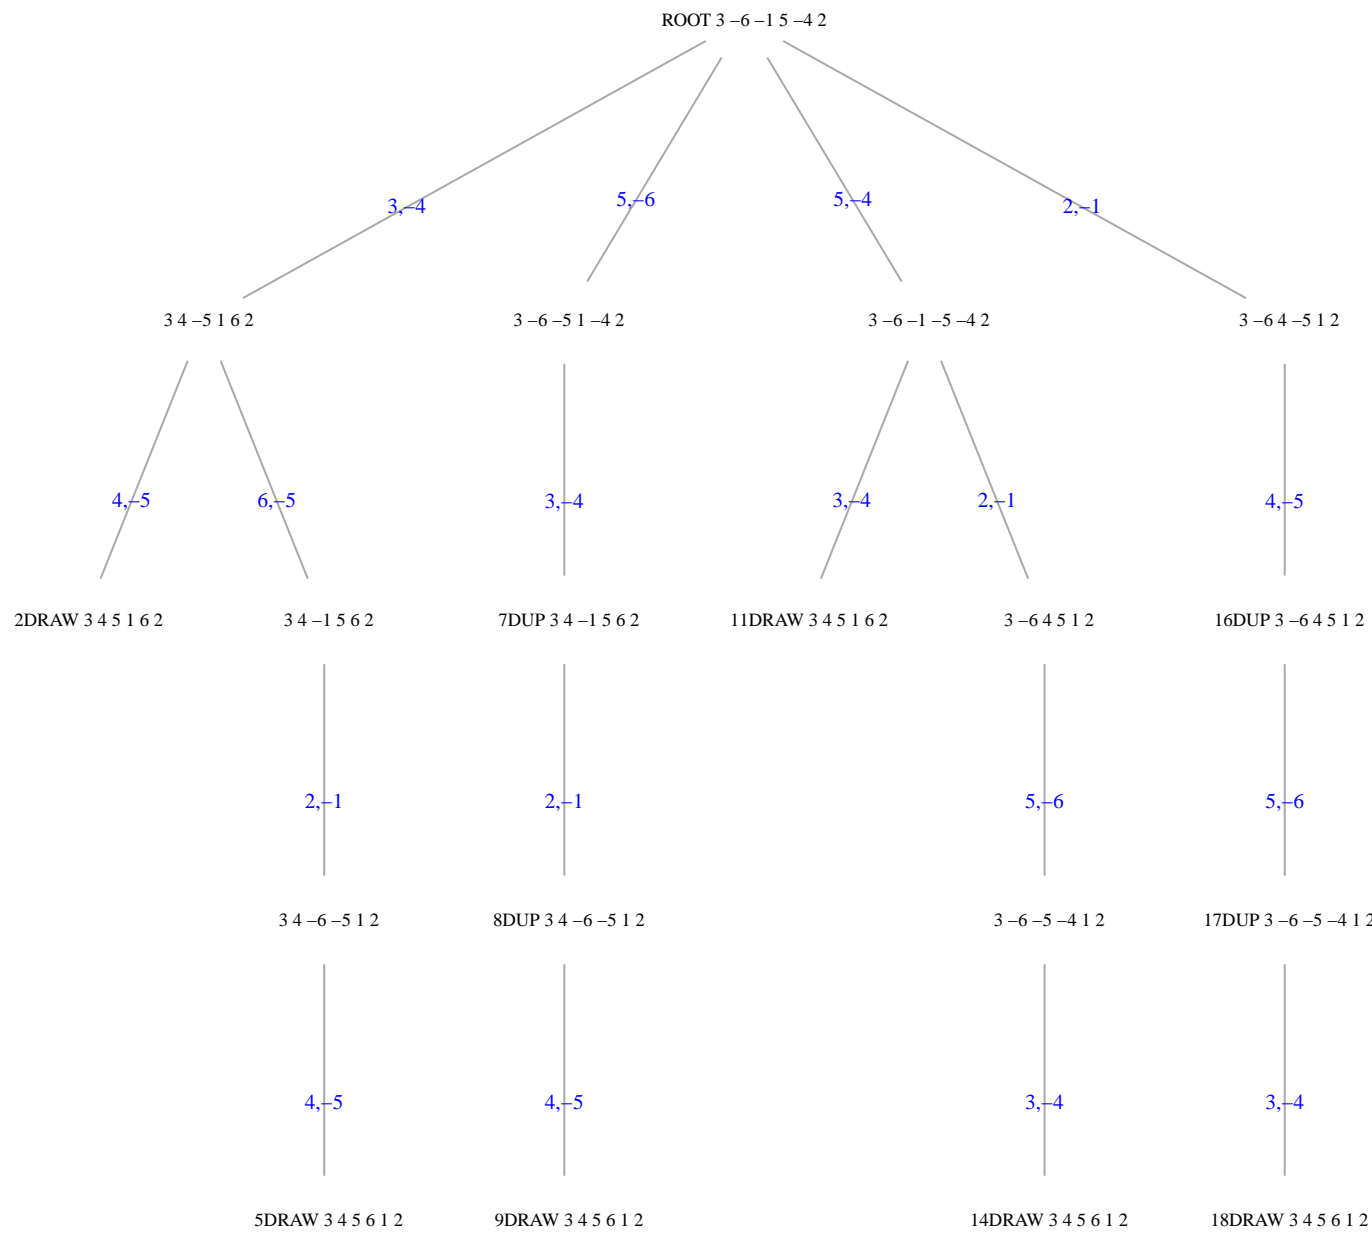 ROOT 3 –6 –1 5 –4 2
3,–4
5,–6
5,–4
2,–1
3 4 –5 1 6 2
3 –6 –5 1 –4 2
3 –6 –1 –5 –4 2
3 –6 4 –5 1 2
4,–5
6,–5
3,–4
3,–4
2,–1
4,–5
2DRAW 3 4 5 1 6 2
3 4 –1 5 6 2
7DUP 3 4 –1 5 6 2
11DRAW 3 4 5 1 6 2
3 –6 4 5 1 2
16DUP 3 –6 4 5 1 2
2,–1
2,–1
5,–6
5,–6
3 4 –6 –5 1 2
8DUP 3 4 –6 –5 1 2
3 –6 –5 –4 1 2
17DUP 3 –6 –5 –4 1 2
4,–5
4,–5
3,–4
3,–4
5DRAW 3 4 5 6 1 2
9DRAW 3 4 5 6 1 2
14DRAW 3 4 5 6 1 2
18DRAW 3 4 5 6 1 2